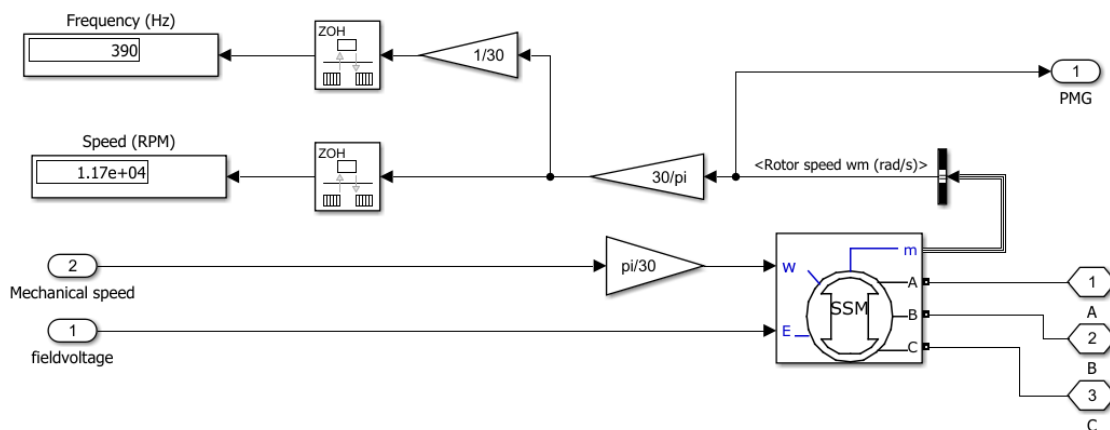 Frequency (Hz)
390
ZOH
1/30
1
PMG
Speed (RPM)
1.17e+04
ZOH
30/pi
<Rotor speed wm (rad/s)>
2
Mechanical speed
pi/30
w
m
A
SSM
B
E
C
1
fieldvoltage
1
A
2
B
3
C